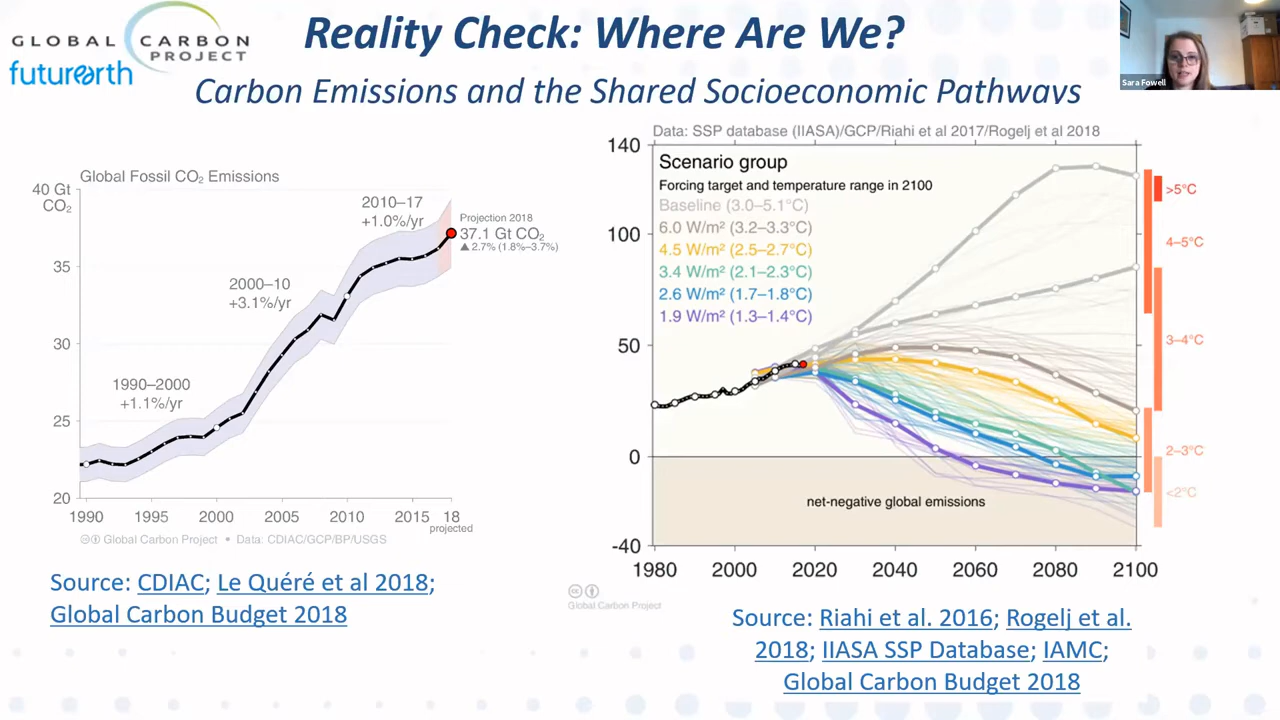 GLOBAL CARBON PROJECT
futurearth
Reality Check: Where Are We?
Carbon Emissions and the Shared Socioeconomic Pathways
Sara Fowell
Global Fossil CO₂ Emissions
40 Gt
CO₂
35
30
25
20
2010–17
+1.0%/yr
2000–10
+3.1%/yr
1990–2000
+1.1%/yr
Projection 2018
37.1 Gt CO₂
▲2.7% (1.8%–3.7%)
1990 1995 2000 2005 2010 2015 18
projected
Global Carbon Project • Data: CDIAC/GCP/BP/USGS
Source: CDIAC; Le Quéré et al 2018;
Global Carbon Budget 2018
Data: SSP database (IIASA)/GCP/Riahi et al 2017/Rogelj et al 2018
140
100
50
0
-40
Scenario group
Forcing target and temperature range in 2100
Baseline (3.0–5.1°C)
6.0 W/m² (3.2–3.3°C)
4.5 W/m² (2.5–2.7°C)
3.4 W/m² (2.1–2.3°C)
2.6 W/m² (1.7–1.8°C)
1.9 W/m² (1.3–1.4°C)
net-negative global emissions
>5°C
4–5°C
3–4°C
2–3°C
<2°C
1980 2000 2020 2040 2060 2080 2100
cc
Global Carbon Project
Source: Riahi et al. 2016; Rogelj et al.
2018; IIASA SSP Database; IAMC;
Global Carbon Budget 2018